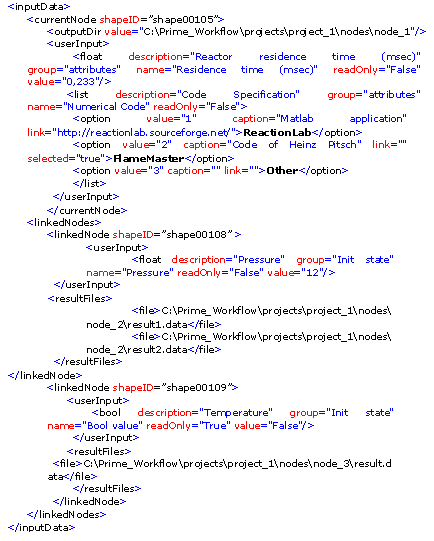 <inputData>
<currentNode shapeID=”shape00105”>
<outputDir value="C:\Prime_Workflow\projects\project_1\nodes\node_1"/>
<userInput>
<float description="Reactor residence time (msec)"
group="attributes" name="Residence time (msec)" readOnly="False"
value="0,233"/>
<list description="Code Specification" group="attributes"
name="Numerical Code" readOnly="False">
<option value="1" caption="Matlab application"
link="http://reactionlab.sourceforge.net/">ReactionLab</option>
<option value="2" caption="Code of Heinz Pitsch" link=""
selected="true">FlameMaster</option>
<option value="3" caption="" link="">Other</option>
</list>
</userInput>
</currentNode>
<linkedNodes>
<linkedNode shapeID=”shape00108” >
<userInput>
<float description="Pressure" group="Init state"
name="Pressure" readOnly="False" value="12"/>
</userInput>
<resultFiles>
<file>C:\Prime_Workflow\projects\project_1\nodes\
node_2\result1.data</file>
<file>C:\Prime_Workflow\projects\project_1\nodes\
node_2\result2.data</file>
</resultFiles>
</linkedNode>
<linkedNode shapeID=”shape00109”>
<userInput>
<bool description="Temperature" group="Init state"
name="Bool value" readOnly="True" value="False"/>
</userInput>
<resultFiles>
<file>C:\Prime_Workflow\projects\project_1\nodes\node_3\result.d
ata</file>
</resultFiles>
</linkedNode>
</linkedNodes>
</inputData>